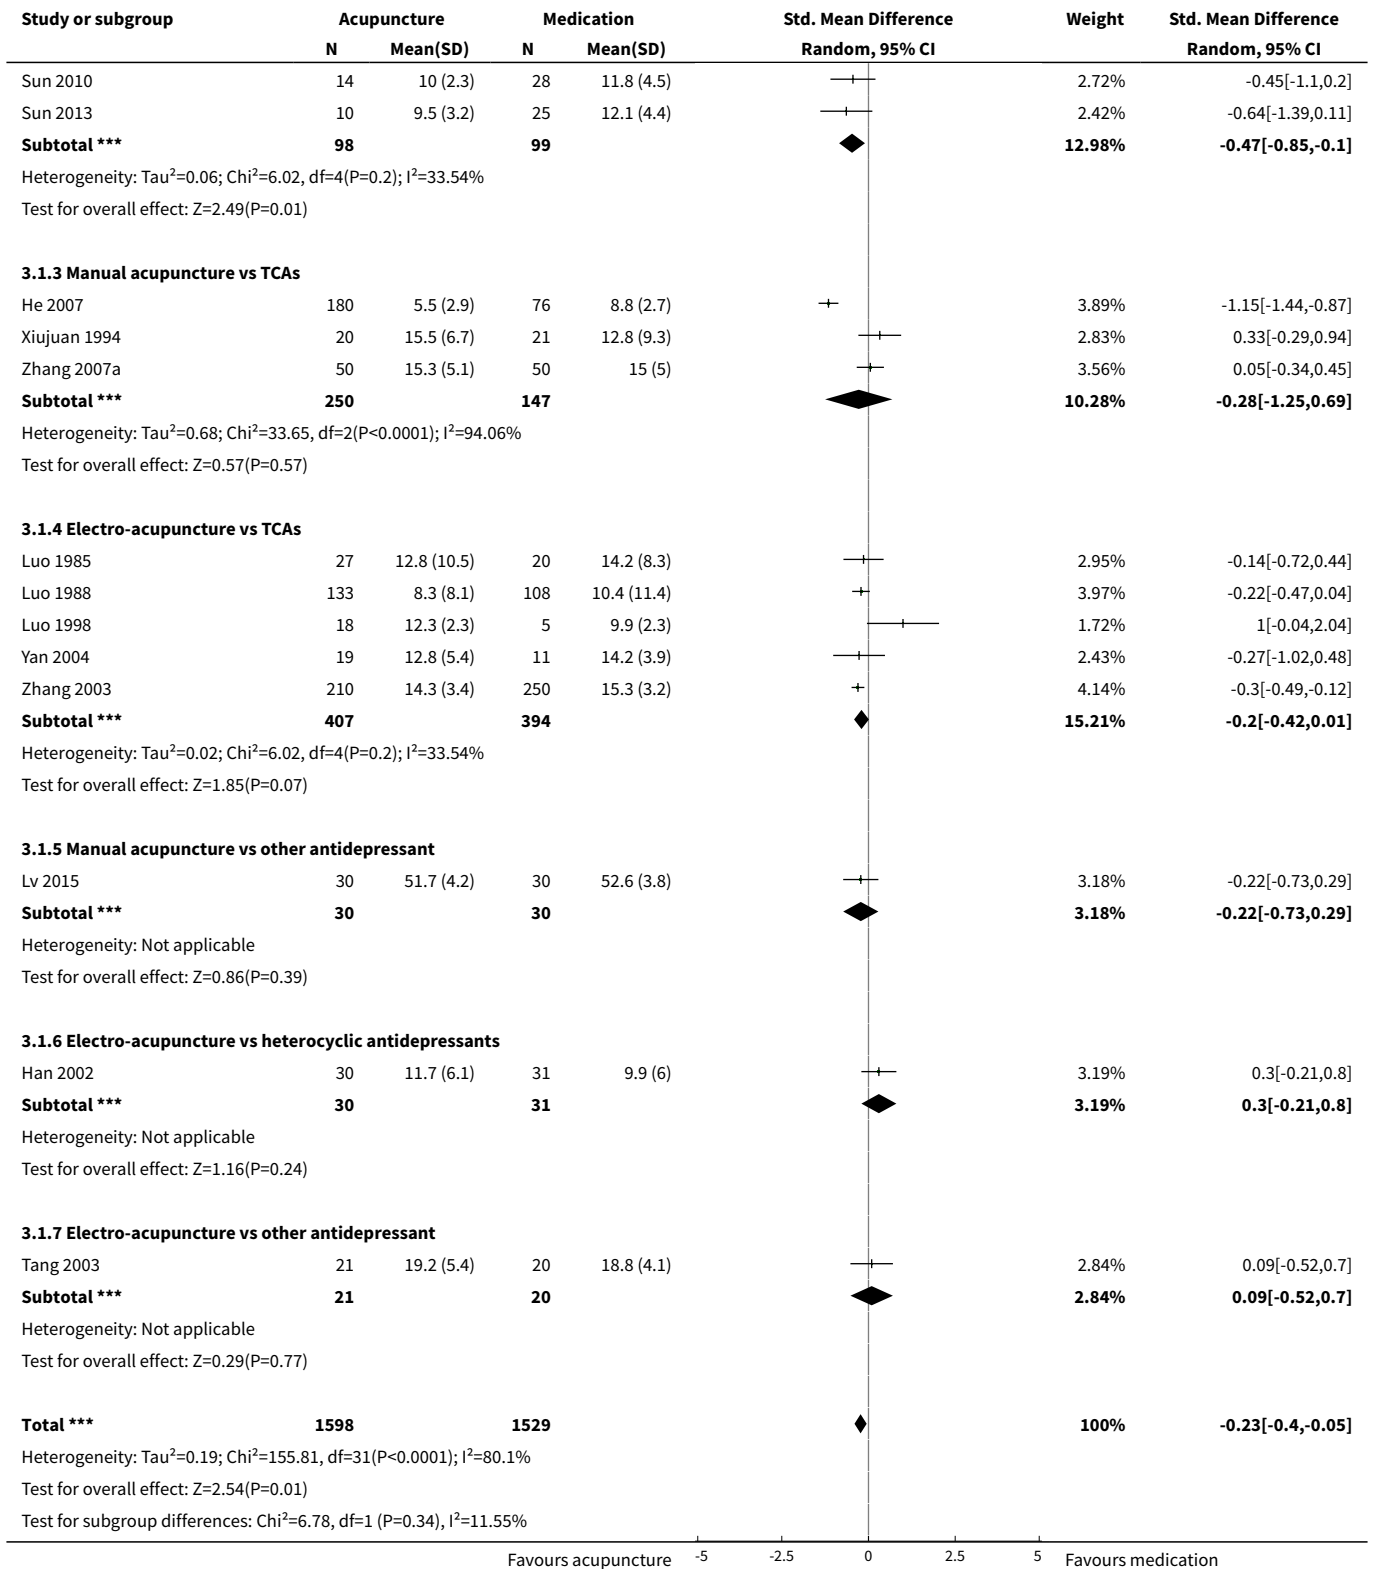 Study or subgroup Acupuncture Medication Std. Mean Difference Weight Std. Mean Difference
N Mean(SD) N Mean(SD) Random, 95% CI Random, 95% CI
Sun 2010 14 10 (2.3) 28 11.8 (4.5) 2.72% -0.45[-1.1,0.2]
Sun 2013 10 9.5 (3.2) 25 12.1 (4.4) 2.42% -0.64[-1.39,0.11]
Subtotal *** 98 99 12.98% -0.47[-0.85,-0.1]
Heterogeneity: Tau²=0.06; Chi²=6.02, df=4(P=0.2); I²=33.54%
Test for overall effect: Z=2.49(P=0.01)
3.1.3 Manual acupuncture vs TCAs
He 2007 180 5.5 (2.9) 76 8.8 (2.7) 3.89% -1.15[-1.44,-0.87]
Xiujuan 1994 20 15.5 (6.7) 21 12.8 (9.3) 2.83% 0.33[-0.29,0.94]
Zhang 2007a 50 15.3 (5.1) 50 15 (5) 3.56% 0.05[-0.34,0.45]
Subtotal *** 250 147 10.28% -0.28[-1.25,0.69]
Heterogeneity: Tau²=0.68; Chi²=33.65, df=2(P<0.0001); I²=94.06%
Test for overall effect: Z=0.57(P=0.57)
3.1.4 Electro-acupuncture vs TCAs
Luo 1985 27 12.8 (10.5) 20 14.2 (8.3) 2.95% -0.14[-0.72,0.44]
Luo 1988 133 8.3 (8.1) 108 10.4 (11.4) 3.97% -0.22[-0.47,0.04]
Luo 1998 18 12.3 (2.3) 5 9.9 (2.3) 1.72% 1[-0.04,2.04]
Yan 2004 19 12.8 (5.4) 11 14.2 (3.9) 2.43% -0.27[-1.02,0.48]
Zhang 2003 210 14.3 (3.4) 250 15.3 (3.2) 4.14% -0.3[-0.49,-0.12]
Subtotal *** 407 394 15.21% -0.2[-0.42,0.01]
Heterogeneity: Tau²=0.02; Chi²=6.02, df=4(P=0.2); I²=33.54%
Test for overall effect: Z=1.85(P=0.07)
3.1.5 Manual acupuncture vs other antidepressant
Lv 2015 30 51.7 (4.2) 30 52.6 (3.8) 3.18% -0.22[-0.73,0.29]
Subtotal *** 30 30 3.18% -0.22[-0.73,0.29]
Heterogeneity: Not applicable
Test for overall effect: Z=0.86(P=0.39)
3.1.6 Electro-acupuncture vs heterocyclic antidepressants
Han 2002 30 11.7 (6.1) 31 9.9 (6) 3.19% 0.3[-0.21,0.8]
Subtotal *** 30 31 3.19% 0.3[-0.21,0.8]
Heterogeneity: Not applicable
Test for overall effect: Z=1.16(P=0.24)
3.1.7 Electro-acupuncture vs other antidepressant
Tang 2003 21 19.2 (5.4) 20 18.8 (4.1) 2.84% 0.09[-0.52,0.7]
Subtotal *** 21 20 2.84% 0.09[-0.52,0.7]
Heterogeneity: Not applicable
Test for overall effect: Z=0.29(P=0.77)
Total *** 1598 1529 100% -0.23[-0.4,-0.05]
Heterogeneity: Tau²=0.19; Chi²=155.81, df=31(P<0.0001); I²=80.1%
Test for overall effect: Z=2.54(P=0.01)
Test for subgroup differences: Chi²=6.78, df=1 (P=0.34), I²=11.55%
Favours acupuncture -5 -2.5 0 2.5 5 Favours medication